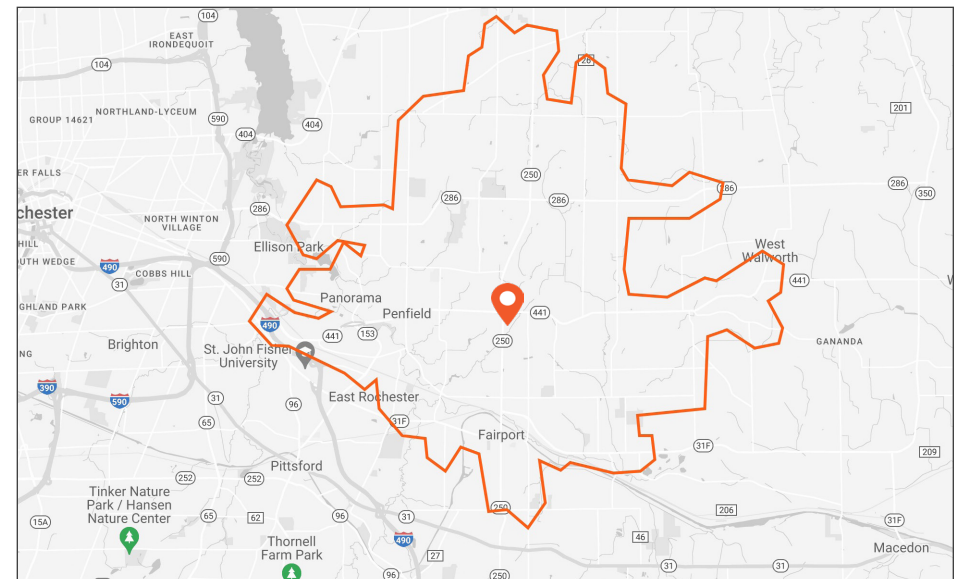 104
EAST
IRONDEQUOIT
104
26
NORTHLAND-LYCEUM
590
404
404
201
GROUP 14621
ER FALLS
250
286
286
286
286
350
286
chester
NORTH WINTON
VILLAGE
HILL
UTH WEDGE
Ellison Park
West
Walworth
490
590
COBBS HILL
31
441
GHLAND PARK
Panorama
Penfield
441
490
441
153
250
Brighton
St. John Fisher
University
GANANDA
NG
390
590
31
96
East Rochester
65
31F
Fairport
31F
209
Pittsford
252
252
Tinker Nature
Park / Hansen
Nature Center
250
206
15A
65
62
96
31
31F
490
46
Thornell
Farm Park
27
Macedon
96
250
31
31